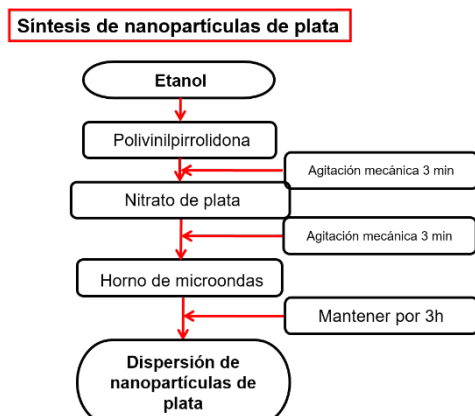 Síntesis de nanopartículas de plata
Etanol
Polivinilpirrolidona
Agitación mecánica 3 min
Nitrato de plata
Agitación mecánica 3 min
Horno de microondas
Mantener por 3h
Dispersión de
nanopartículas de
plata